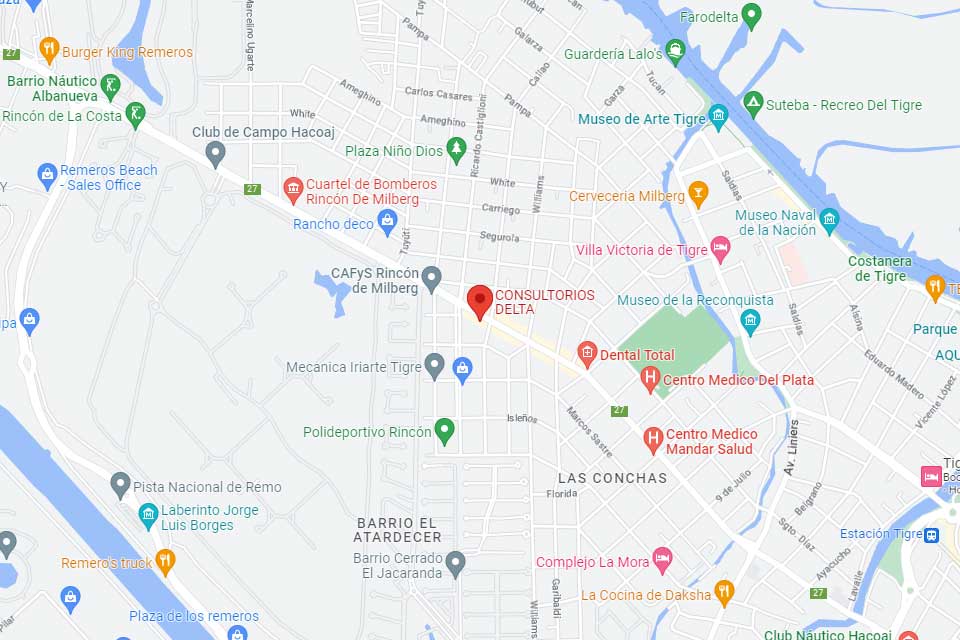 Farodelta
Pampa
Marcelino Ugarte
Galarza
27
Burger King Remeros
Guardería Lalo's
Callao
Tucan
Barrio Náutico
Albanueva
Ameghino
Carlos Casares
Pampa
Garza
Suteba - Recreo Del Tigre
Rincón de La Costa
White
Ameghino
Ricardo Castiglioni
Museo de Arte Tigre
Club de Campo Hacoaj
Plaza Niño Dios
Remeros Beach
- Sales Office
27
Cuartel de Bomberos
Rincón De Milberg
White
Williams
Saldías
Cerveceria Milberg
Carriego
Rancho deco
Museo Naval
de la Nación
Tuyutí
Segurola
Villa Victoria de Tigre
Costanera
de Tigre
CAFyS Rincón
de Milberg
CONSULTORIOS
DELTA
Museo de la Reconquista
Saldías
Alsina
Parque
Dental Total
AQU
Mecanica Iriarte Tigre
Centro Medico Del Plata
Eduardo Madero
Vicente López
27
Isleños
Marcos Sastre
Polideportivo Rincón
Av. Liniers
Centro Medico
Mandar Salud
LAS CONCHAS
9 de Julio
Pista Nacional de Remo
Florida
Belgrano
Laberinto Jorge
Luis Borges
BARRIO EL
ATARDECER
Sgto. Díaz
Estación Tigre
Barrio Cerrado
El Jacaranda
Remero's truck
Complejo La Mora
Ayacucho
Lavalle
Garibaldi
La Cocina de Daksha
27
Williams
Plaza de los remeros
Pilar
Club Náutico Hacoaj